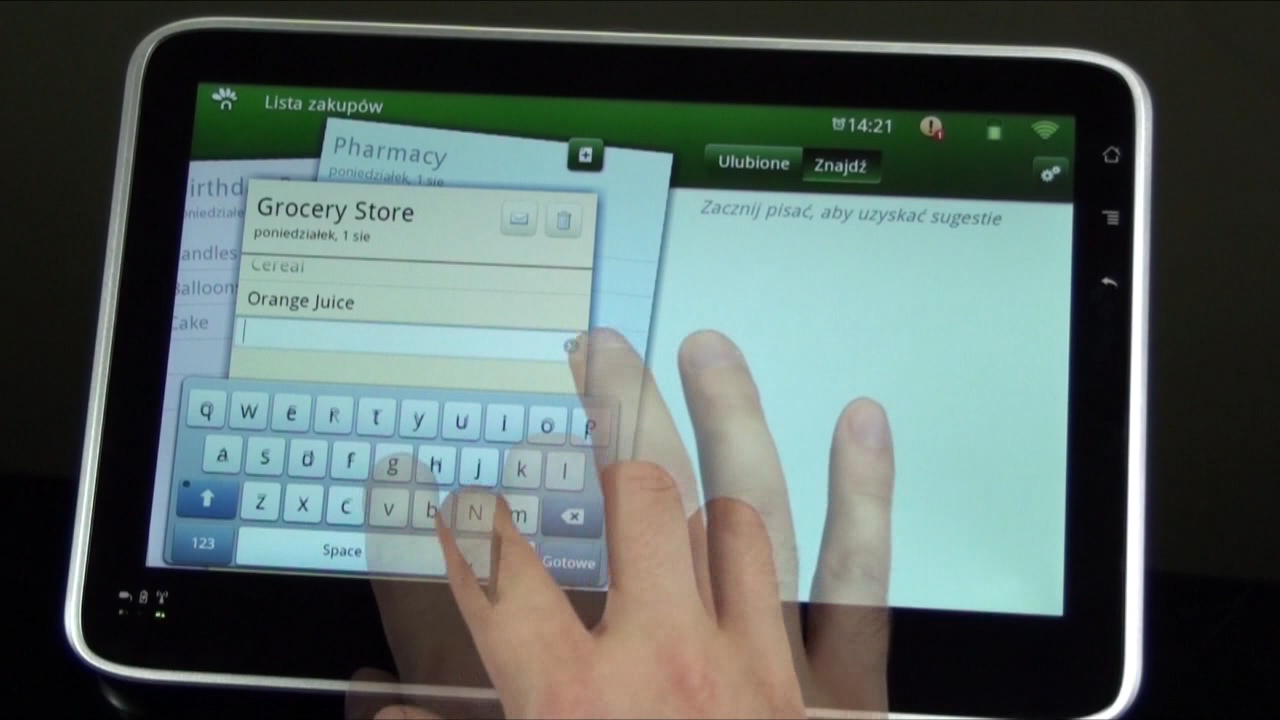 Lista zakupów
14:21
1
Pharmacy
poniedziałek, 1 sie
Ulubione
Znajdź
Zacznij pisać, aby uzyskać sugestie
Grocery Store
poniedziałek, 1 sie
Cereal
Orange Juice
Balloon
Cake
q w e r t y u i o p
a s d f g h j k l
z x c v b N m
123
Space
Gotowe